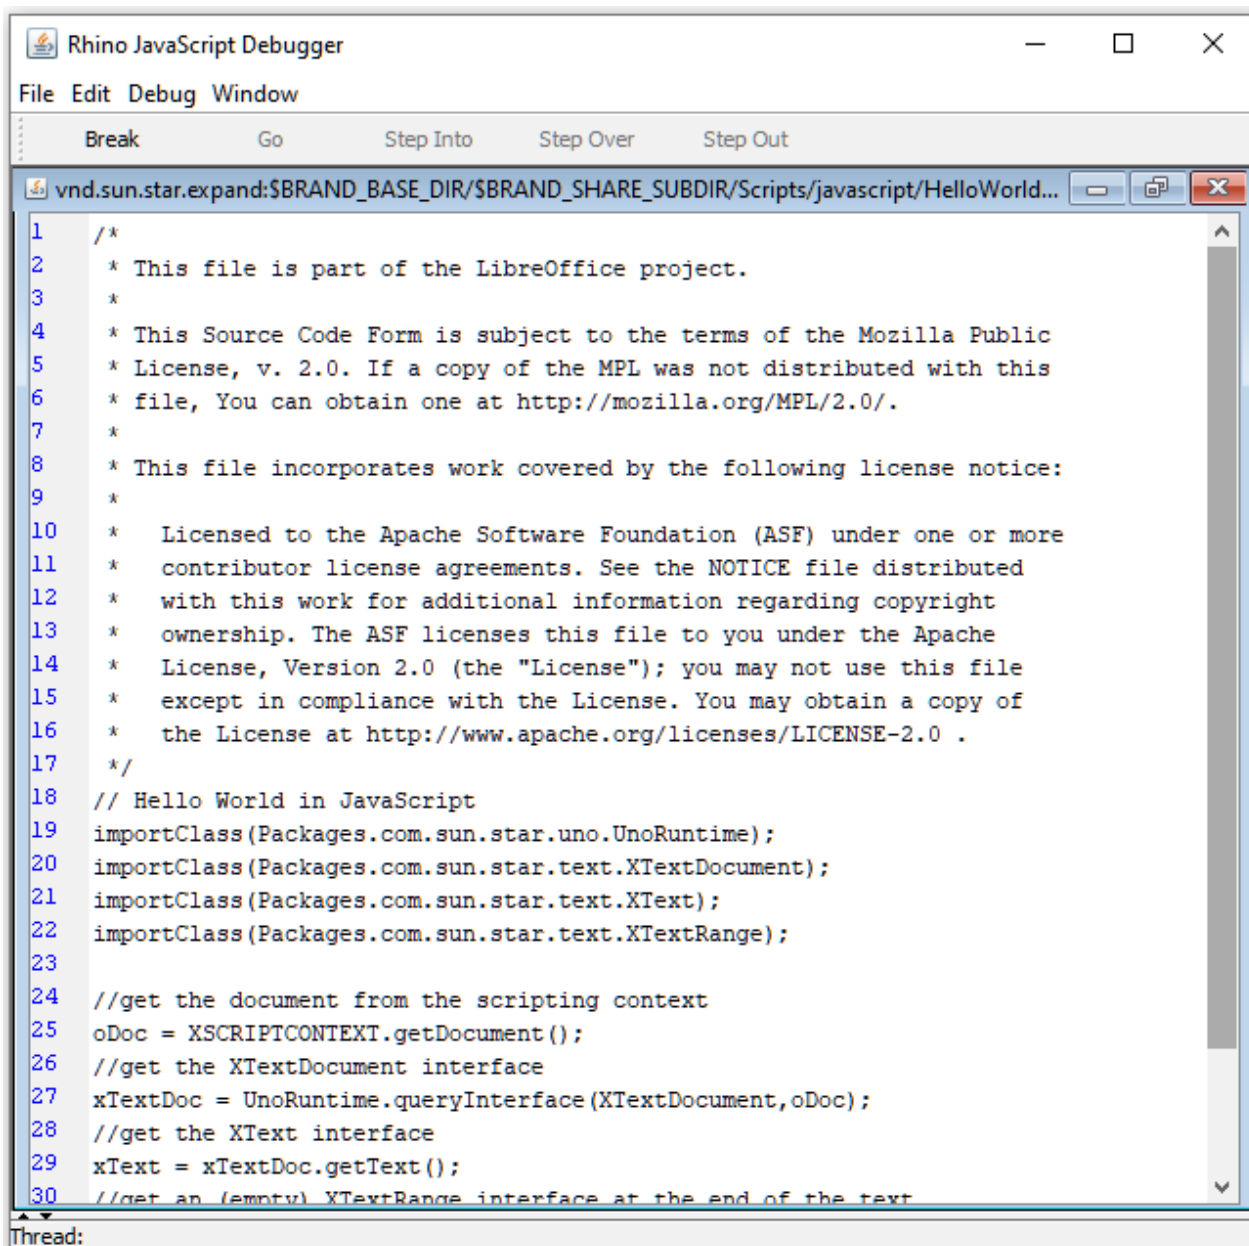 Rhino JavaScript Debugger
File Edit Debug Window
Break Go Step Into Step Over Step Out
vnd.sun.star.expand:$BRAND_BASE_DIR/$BRAND_SHARE_SUBDIR/Scripts/javascript/HelloWorld...
1 /*
2  * This file is part of the LibreOffice project.
3  *
4  * This Source Code Form is subject to the terms of the Mozilla Public
5  * License, v. 2.0. If a copy of the MPL was not distributed with this
6  * file, You can obtain one at http://mozilla.org/MPL/2.0/.
7  *
8  * This file incorporates work covered by the following license notice:
9  *
10  *   Licensed to the Apache Software Foundation (ASF) under one or more
11  *   contributor license agreements. See the NOTICE file distributed
12  *   with this work for additional information regarding copyright
13  *   ownership. The ASF licenses this file to you under the Apache
14  *   License, Version 2.0 (the "License"); you may not use this file
15  *   except in compliance with the License. You may obtain a copy of
16  *   the License at http://www.apache.org/licenses/LICENSE-2.0 .
17  */
18 // Hello World in JavaScript
19 importClass(Packages.com.sun.star.uno.UnoRuntime);
20 importClass(Packages.com.sun.star.text.XTextDocument);
21 importClass(Packages.com.sun.star.text.XText);
22 importClass(Packages.com.sun.star.text.XTextRange);
23
24 //get the document from the scripting context
25 oDoc = XSCRIPTCONTEXT.getDocument();
26 //get the XTextDocument interface
27 xTextDoc = UnoRuntime.queryInterface(XTextDocument,oDoc);
28 //get the XText interface
29 xText = xTextDoc.getText();
30 //get an (empty) XTextRange interface at the end of the text
Thread: